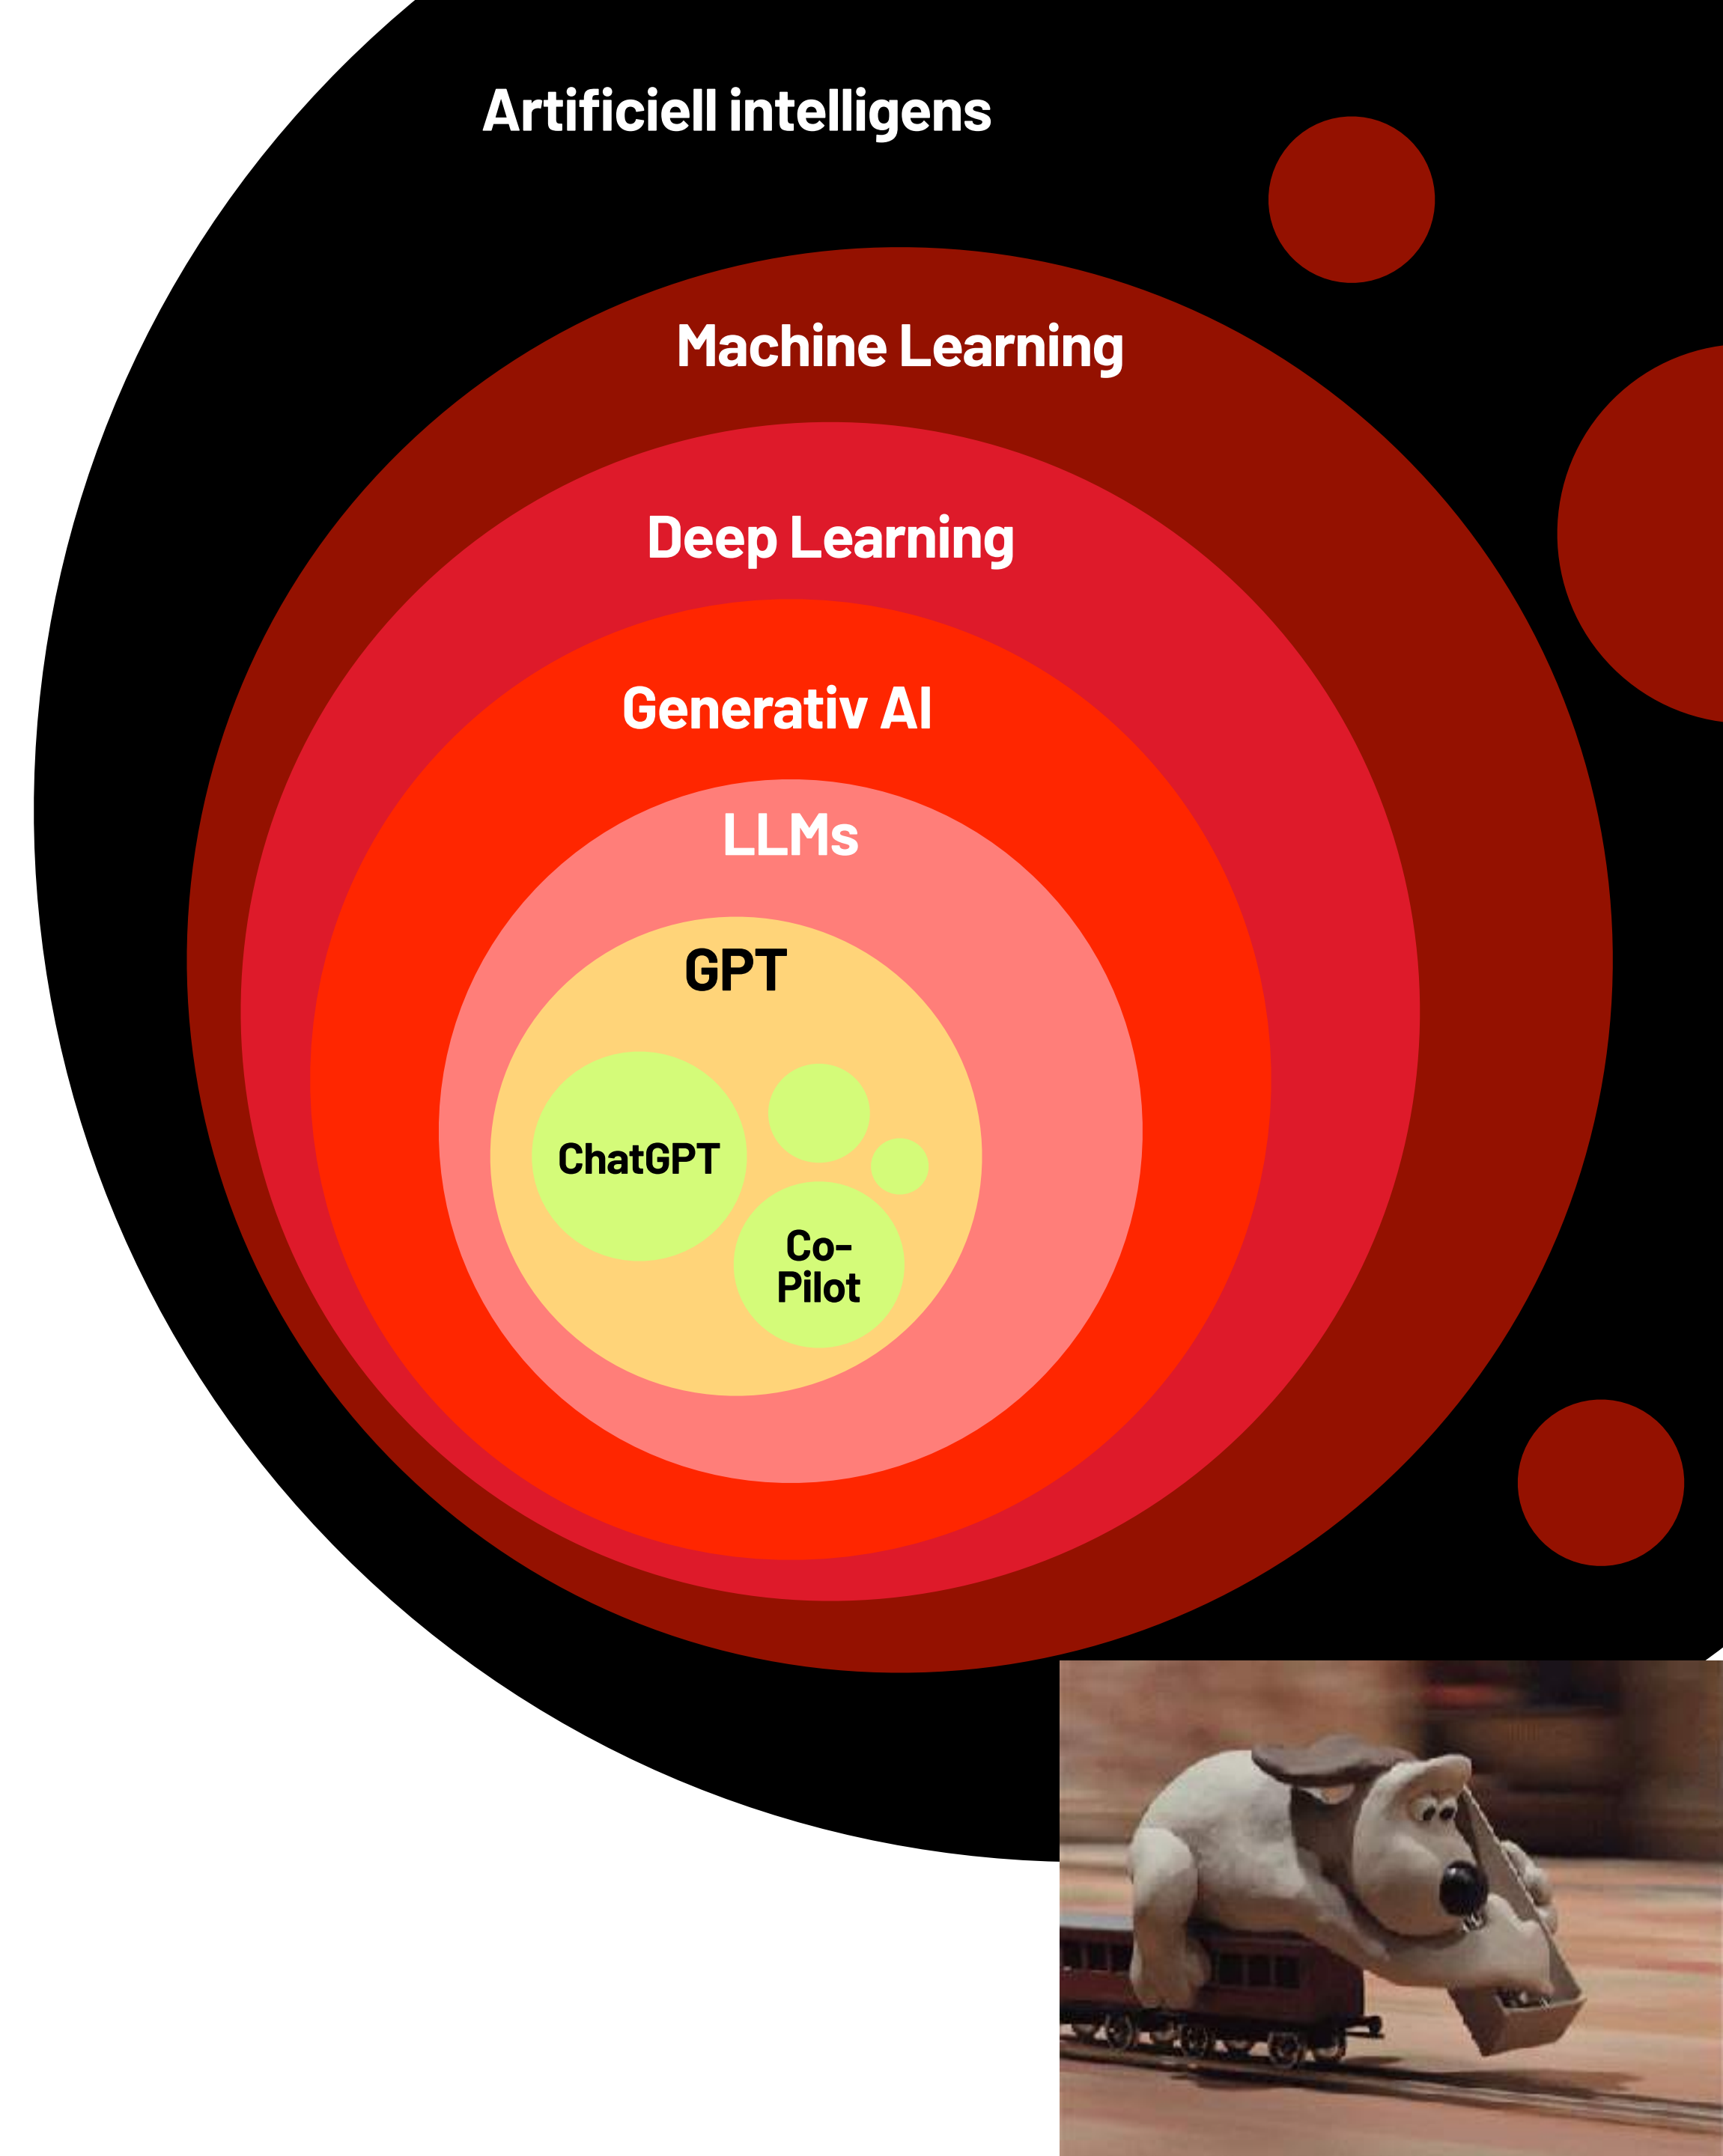 Artificiell intelligens
Machine Learning
Deep Learning
Generativ AI
LLMs
GPT
ChatGPT
Co-
Pilot